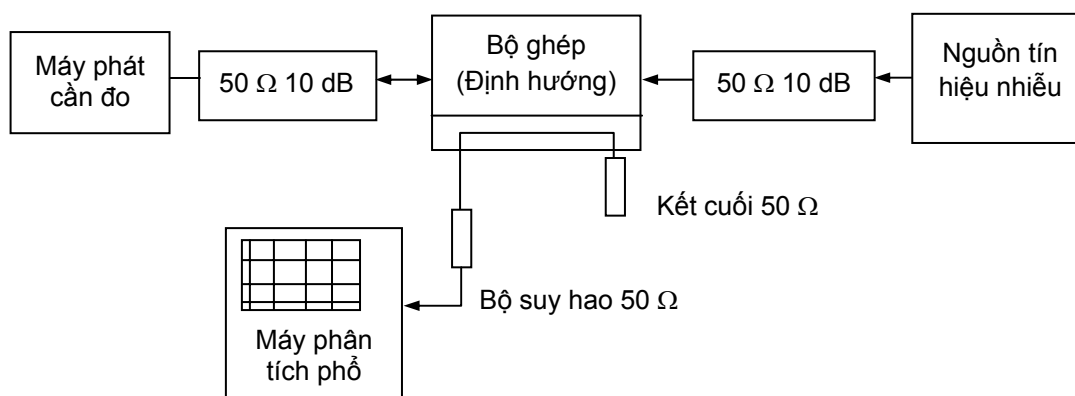 Máy phát
cần đo
50 Ω 10 dB
Bộ ghép
(Định hướng)
50 Ω 10 dB
Nguồn tín
hiệu nhiễu
Kết cuối 50 Ω
Bộ suy hao 50 Ω
Máy phân
tích phổ